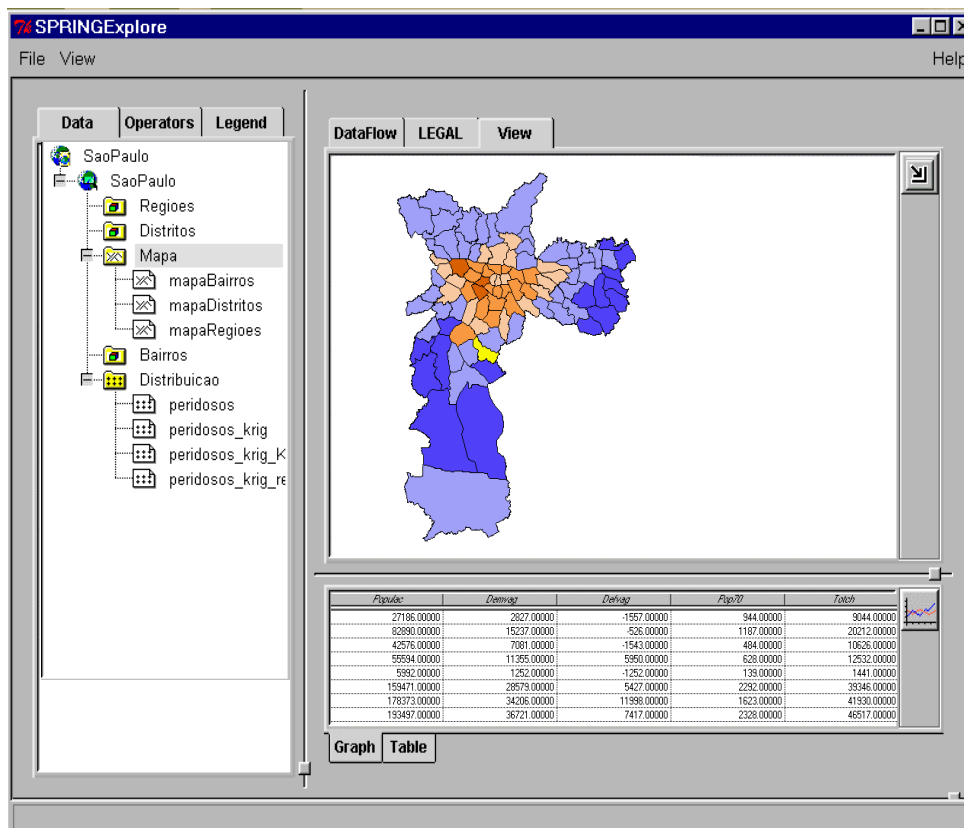 SPRINGExplore
File View Help
Data Operators Legend
DataFlow LEGAL View
SaoPaulo
SaoPaulo
Regioes
Distritos
Mapa
mapaBairros
mapaDistritos
mapaRegioes
Bairros
Distribuicao
peridosos
peridosos_krig
peridosos_krig_K
peridosos_krig_re
Populac Demvag Defvag Pop70 Totch
27186.00000 2827.00000 -1557.00000 944.00000 9044.00000
82890.00000 15237.00000 -526.00000 1187.00000 20212.00000
42576.00000 7081.00000 -1543.00000 484.00000 10626.00000
55594.00000 11355.00000 5950.00000 628.00000 12532.00000
5992.00000 1252.00000 -1252.00000 139.00000 1441.00000
159471.00000 28579.00000 5427.00000 2292.00000 39346.00000
178373.00000 34206.00000 11998.00000 1623.00000 41930.00000
193497.00000 36721.00000 7417.00000 2328.00000 46517.00000
Graph Table